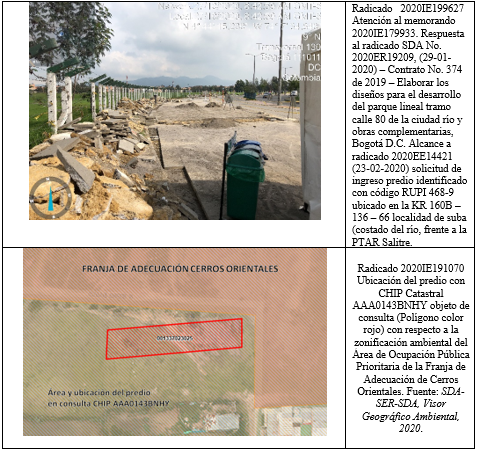 Transversal 130
DC
Colombia
Radicado 2020IE199627
Atención al memorando
2020IE179933. Respuesta
al radicado SDA No.
2020ER19209, (29-01-
2020) – Contrato No. 374
de 2019 – Elaborar los
diseños para el desarrollo
del parque lineal tramo
calle 80 de la ciudad río y
obras complementarias,
Bogotá D.C. Alcance a
radicado 2020EE14421
(23-02-2020) solicitud de
ingreso predio identificado
con código RUPI 468-9
ubicado en la KR 160B –
136 – 66 localidad de suba
(costado del río, frente a la
PTAR Salitre.
FRANJA DE ADECUACIÓN CERROS ORIENTALES
Área y ubicación del predio
en consulta CHIP AAA0143BNHY
Radicado 2020IE191070
Ubicación del predio con
CHIP Catastral
AAA0143BNHY objeto de
consulta (Polígono color
rojo) con respecto a la
zonificación ambiental del
Área de Ocupación Pública
Prioritaria de la Franja de
Adecuación de Cerros
Orientales. Fuente: SDA-
SER-SDA, Visor
Geográfico Ambiental,
2020.